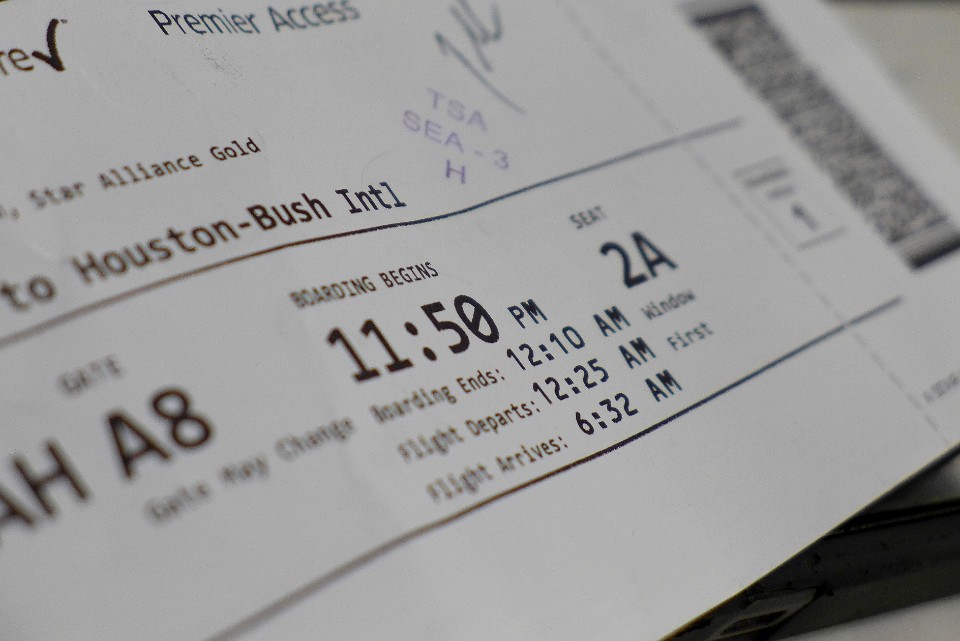 re✓ Premier Access
TSA
SEA - 3
H
, Star Alliance Gold
to Houston-Bush Intl
GATE
AH A8
Gate May Change
BOARDING BEGINS
11:50 PM
Boarding Ends: 12:10 AM
Flight Departs: 12:25 AM
Flight Arrives: 6:32 AM
SEAT
2A
Window
First
1